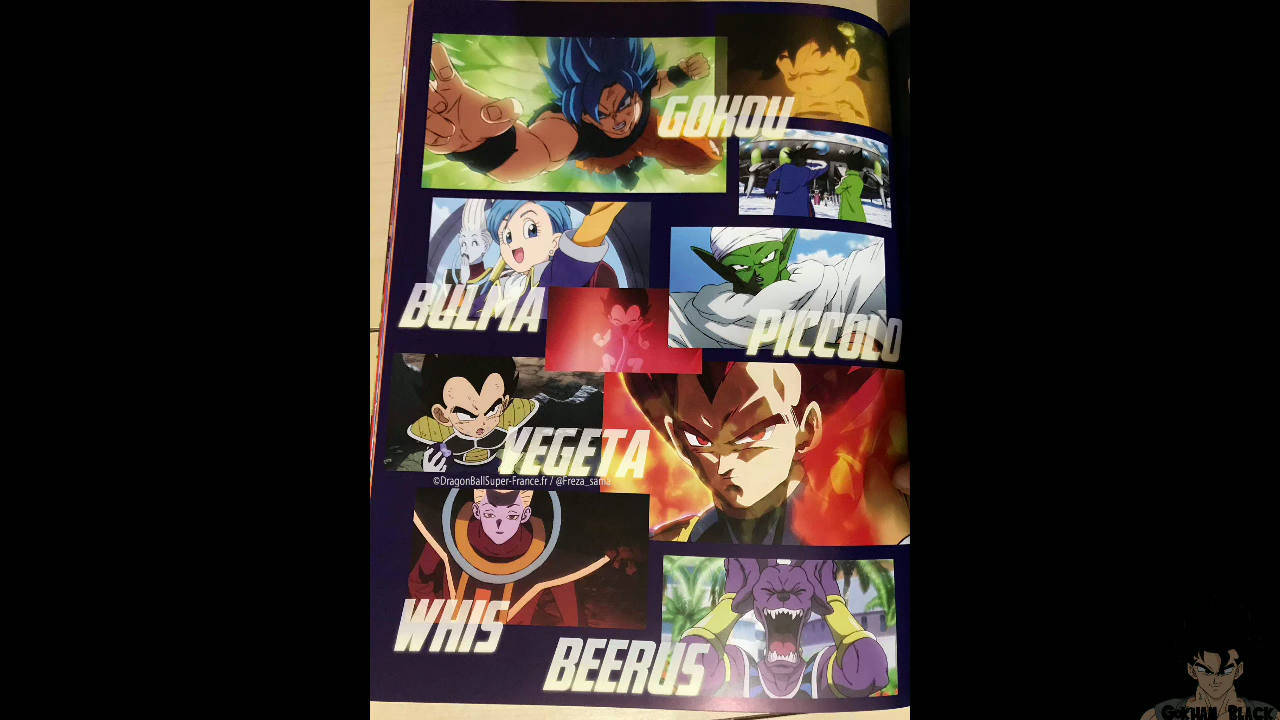 GOKOU
BULMA
PICCOLO
VEGETA
©DragonBallSuper-France.fr / @Freza_sama
WHIS
BEERUS
GOKHAN BLACK